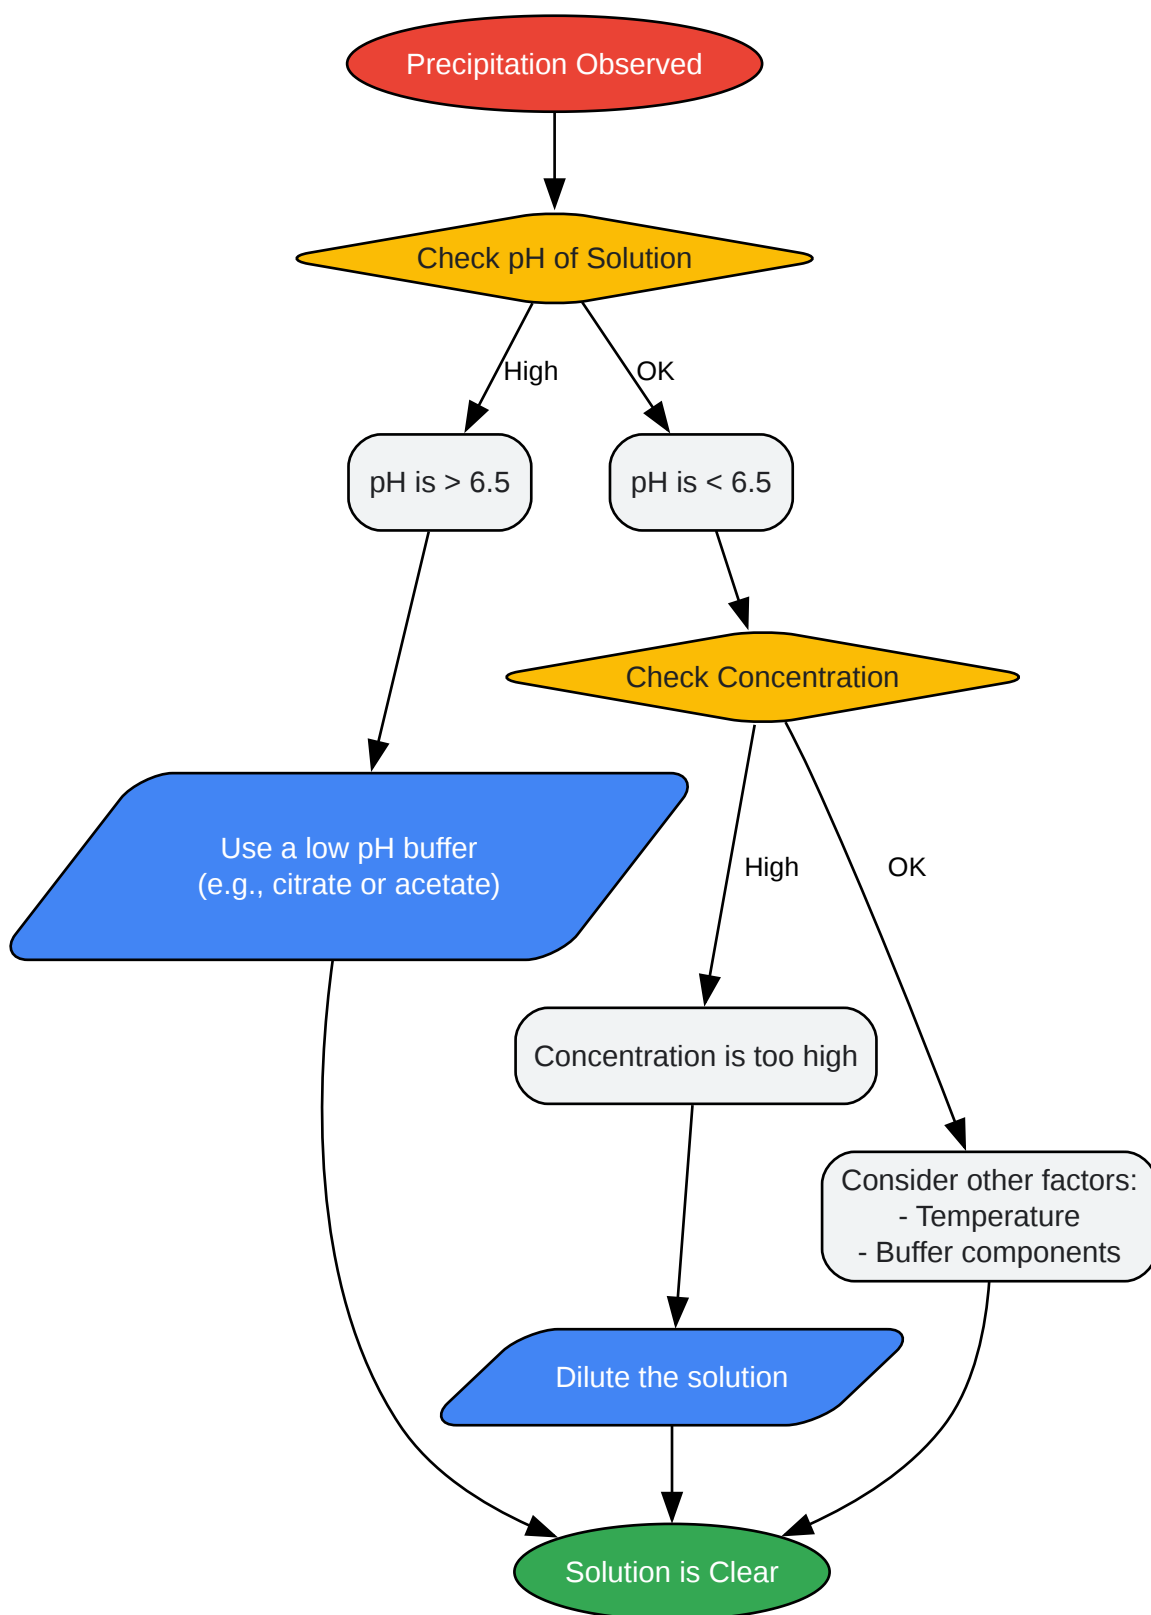 Precipitation Observed
Check pH of Solution
High
OK
pH is > 6.5
pH is < 6.5
Check Concentration
Use a low pH buffer
(e.g., citrate or acetate)
High
OK
Concentration is too high
Consider other factors:
- Temperature
- Buffer components
Dilute the solution
Solution is Clear